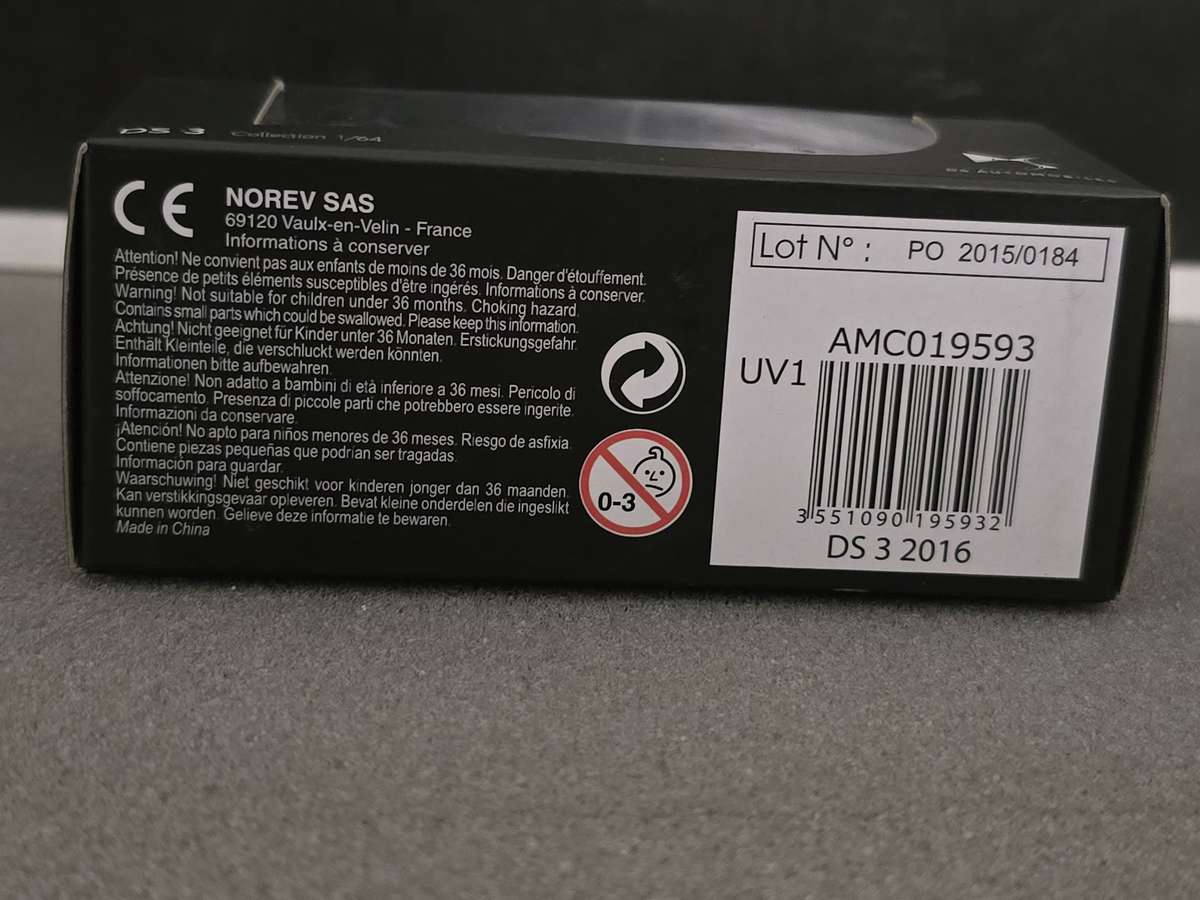 DS 3 Collection 1/64
DS AUTOMOBILES
CE
NOREV SAS
69120 Vaulx-en-Velin - France
Informations à conserver
Attention! Ne convient pas aux enfants de moins de 36 mois. Danger d'étouffement.
Présence de petits éléments susceptibles d'être ingérés. Informations à conserver.
Warning! Not suitable for children under 36 months. Choking hazard.
Contains small parts which could be swallowed. Please keep this information.
Achtung! Nicht geeignet für Kinder unter 36 Monaten. Erstickungsgefahr.
Enthält Kleinteile, die verschluckt werden könnten.
Informationen bitte aufbewahren.
Attenzione! Non adatto a bambini di età inferiore a 36 mesi. Pericolo di
soffocamento. Presenza di piccole parti che potrebbero essere ingerite.
Informazioni da conservare.
¡Atención! No apto para niños menores de 36 meses. Riesgo de asfixia.
Contiene piezas pequeñas que podrían ser tragadas.
Información para guardar.
Waarschuwing! Niet geschikt voor kinderen jonger dan 36 maanden.
Kan verstikkingsgevaar opleveren. Bevat kleine onderdelen die ingeslikt
kunnen worden. Gelieve deze informatie te bewaren.
Made in China
0-3
Lot N° : PO 2015/0184
AMC019593
UV1
3 551090 195932
DS 3 2016